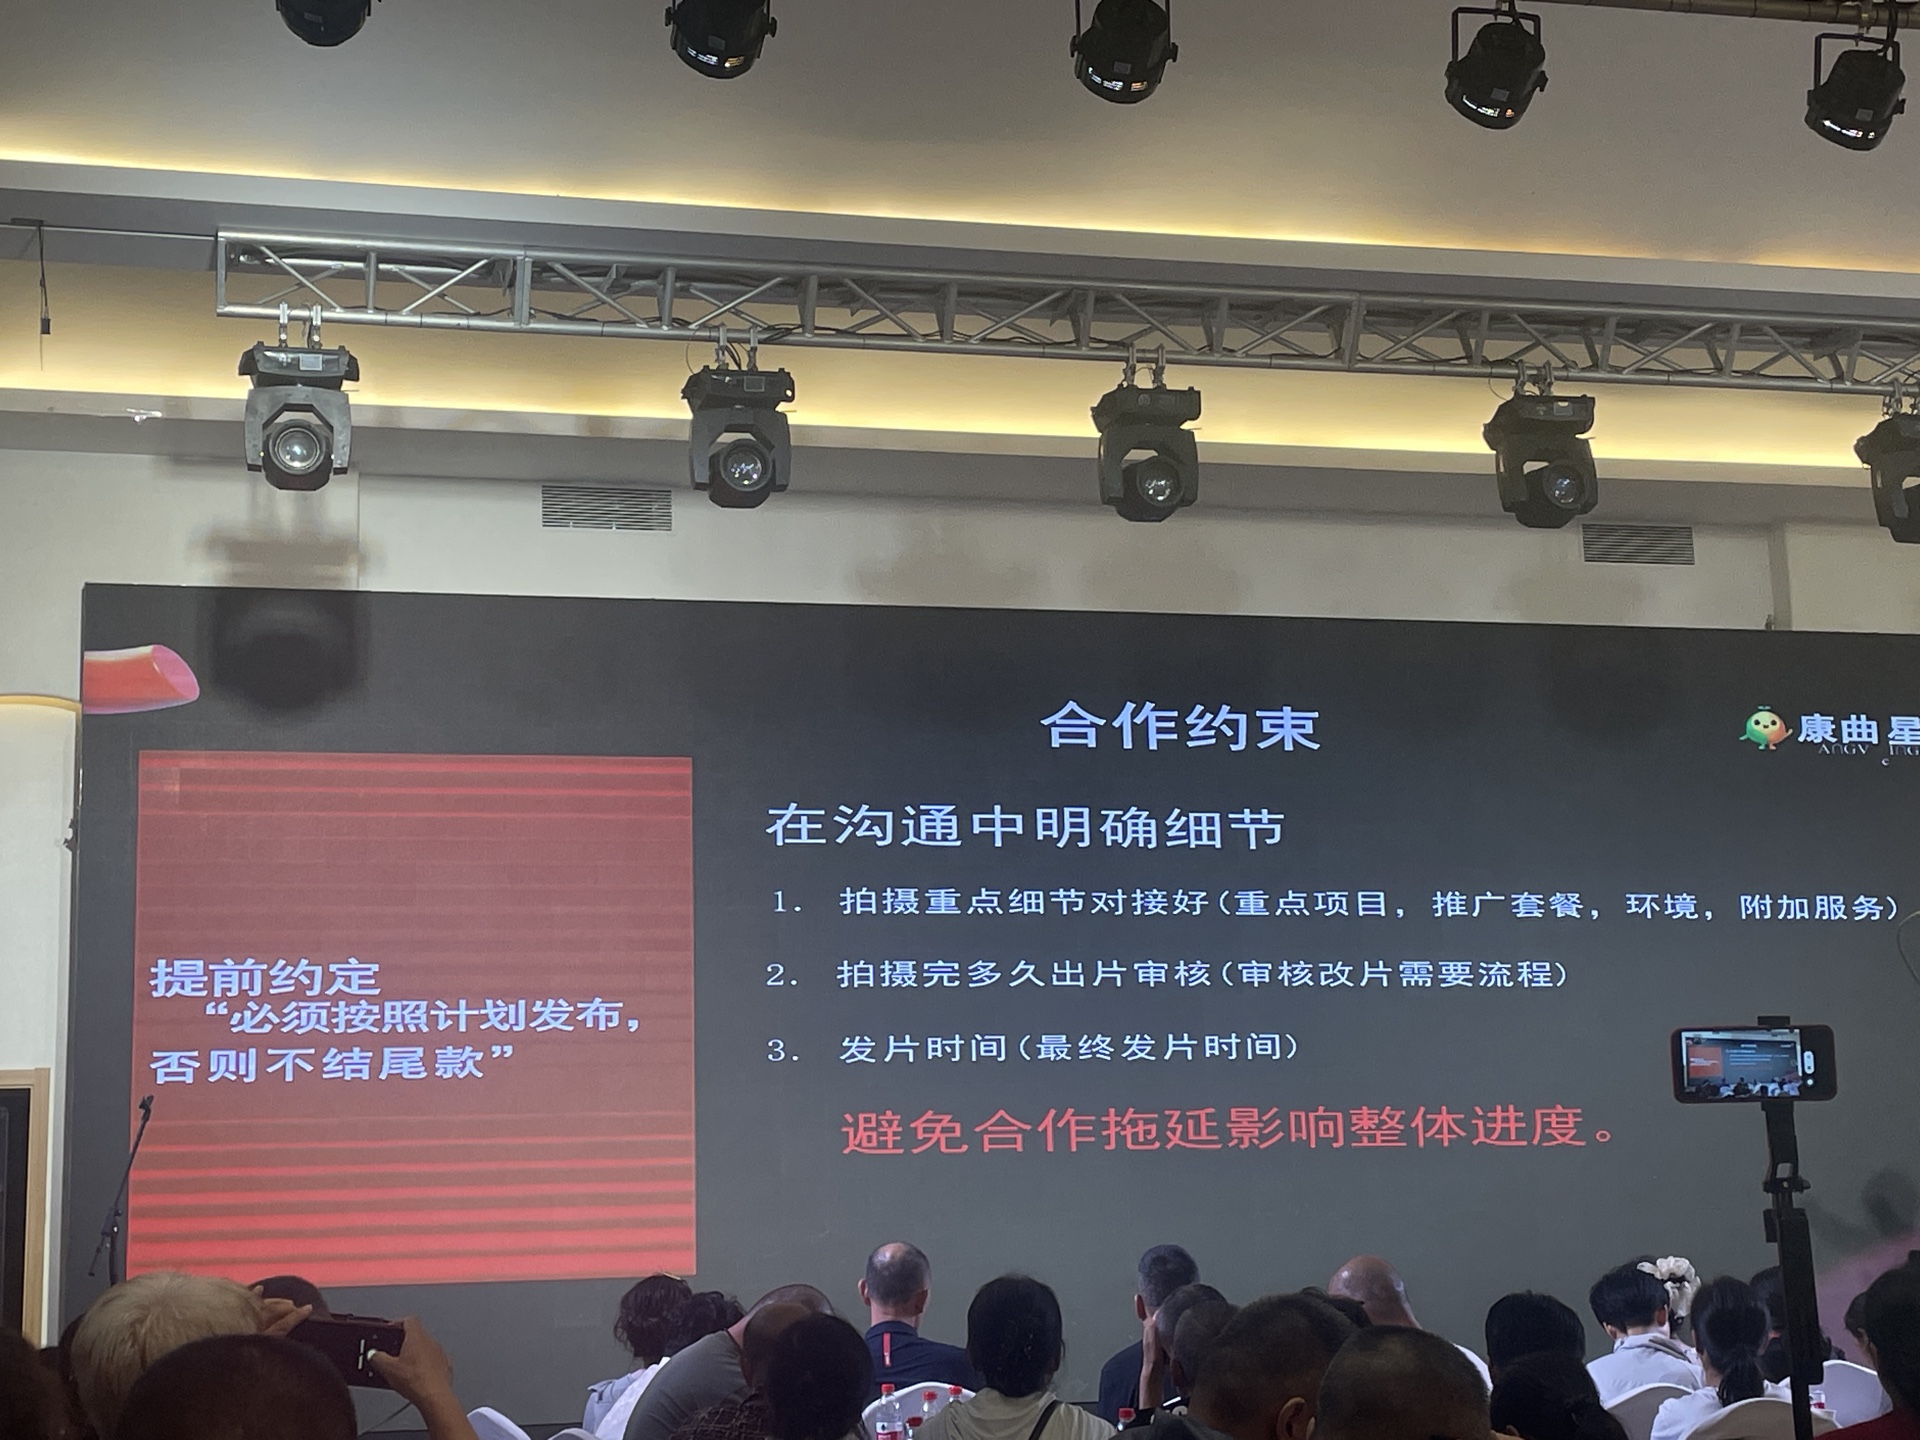 合作约束
康曲星
在沟通中明确细节
1. 拍摄重点细节对接好(重点项目，推广套餐，环境，附加服务)
2. 拍摄完多久出片审核(审核改片需要流程)
3. 发片时间(最终发片时间)
避免合作拖延影响整体进度。
提前约定
“必须按照计划发布，
否则不结尾款”